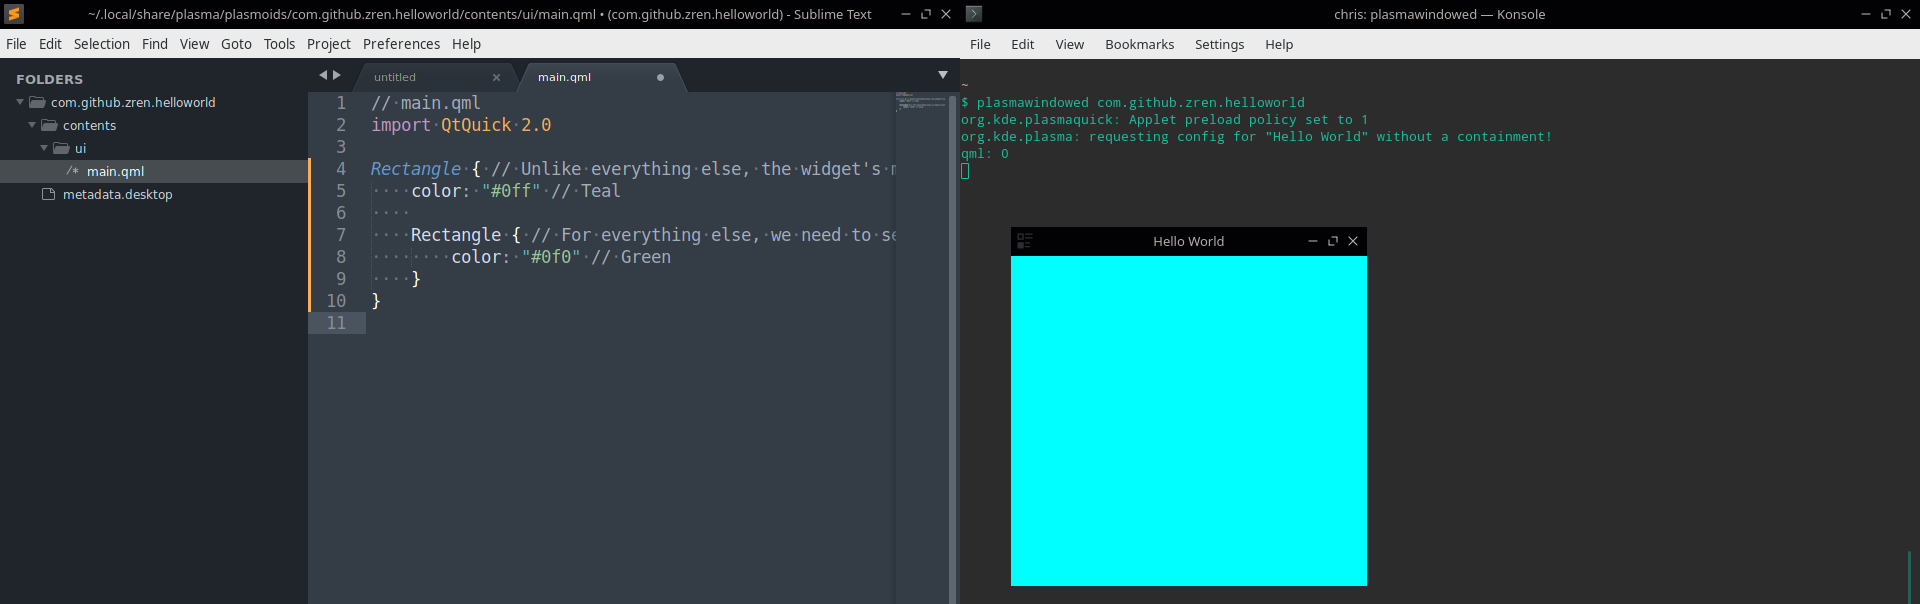 ~/.local/share/plasma/plasmoids/com.github.zren.helloworld/contents/ui/main.qml • (com.github.zren.helloworld) - Sublime Text
File Edit Selection Find View Goto Tools Project Preferences Help
FOLDERS
com.github.zren.helloworld
contents
ui
/* main.qml
metadata.desktop
untitled
main.qml
1 // main.qml
2 import QtQuick 2.0
3
4 Rectangle { // Unlike everything else, the widget's
5 color: "#0ff" // Teal
6
7 Rectangle { // For everything else, we need to
8 color: "#0f0" // Green
9 }
10 }
11
chris: plasmawindowed — Konsole
File Edit View Bookmarks Settings Help
~
$ plasmawindowed com.github.zren.helloworld
org.kde.plasmaquick: Applet preload policy set to 1
org.kde.plasma: requesting config for "Hello World" without a containment!
qml: 0
Hello World